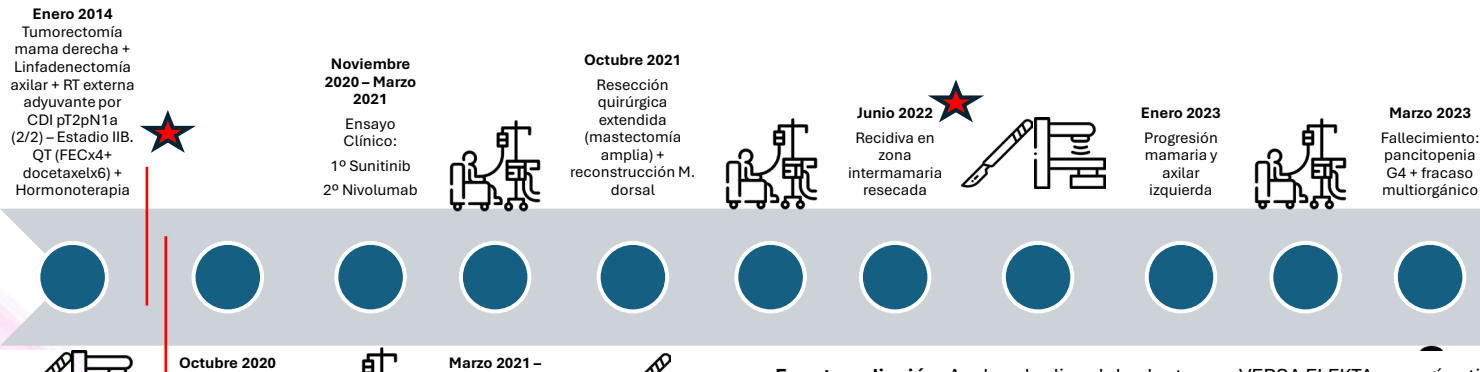 Enero 2014
Tumorectomía
mama derecha +
Linfadenectomía
axilar + RT externa
adyuvante por
CDI pT2pN1a
(2/2) – Estadio IIB.
QT (FECx4+
docetaxelx6) +
Hormonoterapia
Noviembre
2020 – Marzo
2021
Ensayo
Clínico:
1º Sunitinib
2º Nivolumab
Octubre 2021
Resección
quirúrgica
extendida
(mastectomía
amplia) +
reconstrucción M.
dorsal
Junio 2022
Recidiva en
zona
intermamaria
resecada
Enero 2023
Progresión
mamaria y
axilar
izquierda
Marzo 2023
Fallecimiento:
pancitopenia
G4 + fracaso
multiorgánico
Octubre 2020
Marzo 2021 –